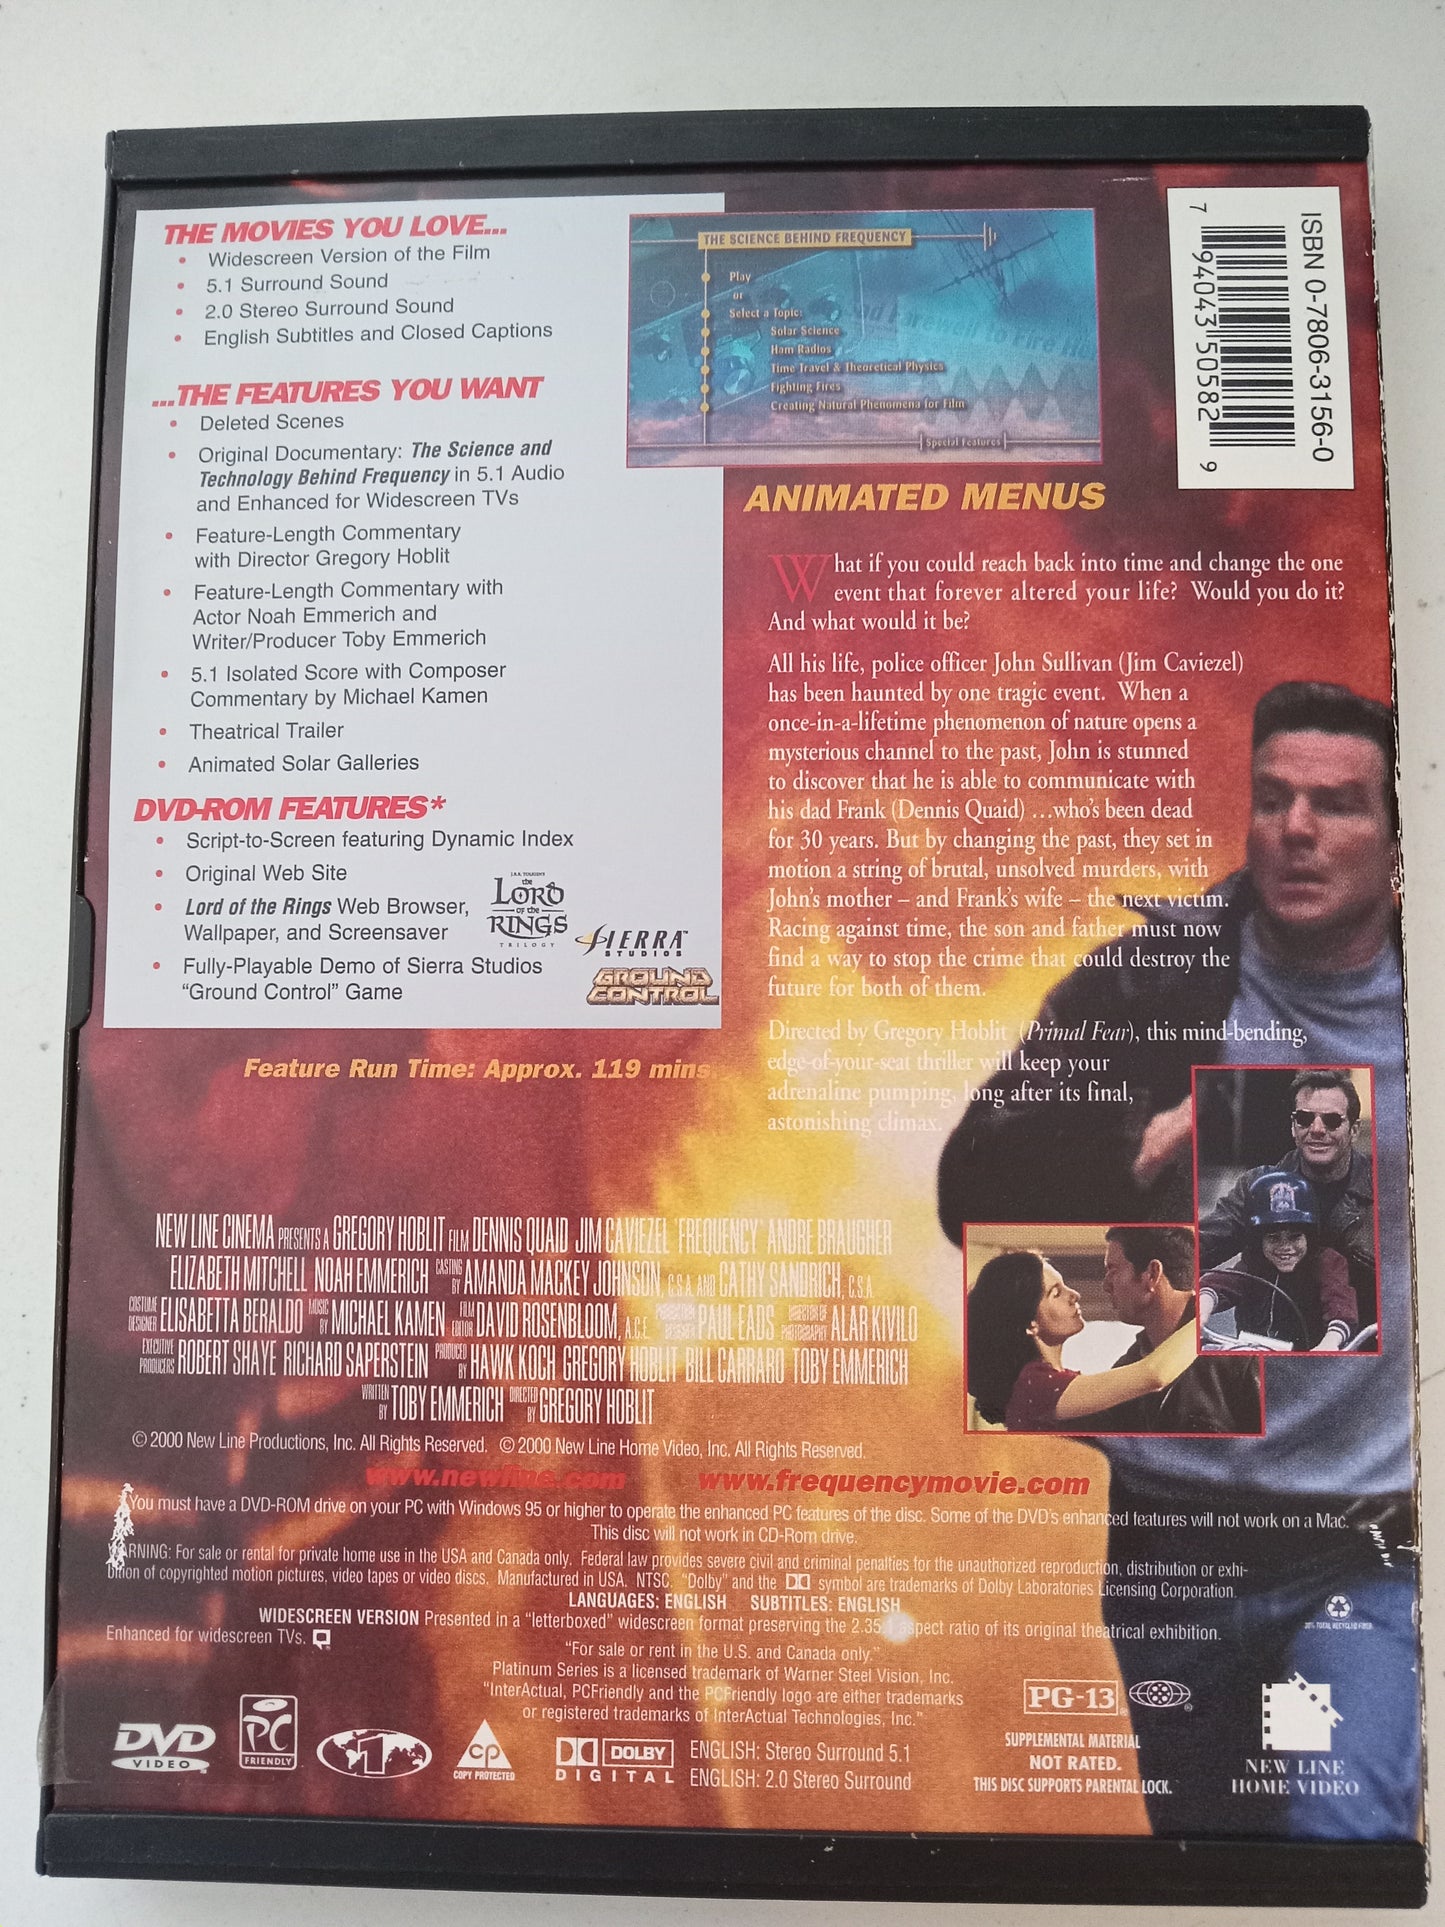 THE MOVIES YOU LOVE...
• Widescreen Version of the Film
• 5.1 Surround Sound
• 2.0 Stereo Surround Sound
• English Subtitles and Closed Captions
...THE FEATURES YOU WANT
• Deleted Scenes
• Original Documentary: The Science and
Technology Behind Frequency in 5.1 Audio
and Enhanced for Widescreen TVs
• Feature-Length Commentary
with Director Gregory Hoblit
• Feature-Length Commentary with
Actor Noah Emmerich and
Writer/Producer Toby Emmerich
• 5.1 Isolated Score with Composer
Commentary by Michael Kamen
• Theatrical Trailer
• Animated Solar Galleries
DVD-ROM FEATURES*
• Script-to-Screen featuring Dynamic Index
• Original Web Site
• Lord of the Rings Web Browser,
Wallpaper, and Screensaver
• Fully-Playable Demo of Sierra Studios
"Ground Control" Game
J.R.R. TOLKIEN'S
the
LORD
OF THE
RINGS
TRILOGY
SIERRA™
STUDIOS
GROUND
CONTROL
Feature Run Time: Approx. 119 mins
THE SCIENCE BEHIND FREQUENCY
Play
or
Select a Topic:
Solar Science
Ham Radios
Time Travel & Theoretical Physics
Fighting Fires
Creating Natural Phenomena for Film
Special Features
ISBN 0-7806-3156-0
7 94043 50582 9
ANIMATED MENUS
What if you could reach back into time and change the one
event that forever altered your life? Would you do it?
And what would it be?
All his life, police officer John Sullivan (Jim Caviezel)
has been haunted by one tragic event. When a
once-in-a-lifetime phenomenon of nature opens a
mysterious channel to the past, John is stunned
to discover that he is able to communicate with
his dad Frank (Dennis Quaid) ...who's been dead
for 30 years. But by changing the past, they set in
motion a string of brutal, unsolved murders, with
John's mother – and Frank's wife – the next victim.
Racing against time, the son and father must now
find a way to stop the crime that could destroy the
future for both of them.
Directed by Gregory Hoblit (Primal Fear), this mind-bending,
edge-of-your-seat thriller will keep your
adrenaline pumping, long after its final,
astonishing climax.
NEW LINE CINEMA PRESENTS A GREGORY HOBLIT FILM DENNIS QUAID JIM CAVIEZEL 'FREQUENCY' ANDRE BRAUGHER
ELIZABETH MITCHELL NOAH EMMERICH CASTING BY AMANDA MACKEY JOHNSON, C.S.A. AND CATHY SANDRICH, C.S.A.
COSTUME DESIGNER ELISABETTA BERALDO MUSIC BY MICHAEL KAMEN FILM EDITOR DAVID ROSENBLOOM, A.C.E. PRODUCTION DESIGNER PAUL EADS DIRECTOR OF PHOTOGRAPHY ALAR KIVILO
EXECUTIVE PRODUCERS ROBERT SHAYE RICHARD SAPERSTEIN PRODUCED BY HAWK KOCH GREGORY HOBLIT BILL CARRARO TOBY EMMERICH
WRITTEN BY TOBY EMMERICH DIRECTED BY GREGORY HOBLIT
© 2000 New Line Productions, Inc. All Rights Reserved. © 2000 New Line Home Video, Inc. All Rights Reserved.
www.newline.com www.frequencymovie.com
You must have a DVD-ROM drive on your PC with Windows 95 or higher to operate the enhanced PC features of the disc. Some of the DVD's enhanced features will not work on a Mac.
This disc will not work in CD-Rom drive.
WARNING: For sale or rental for private home use in the USA and Canada only. Federal law provides severe civil and criminal penalties for the unauthorized reproduction, distribution or exhi-
bition of copyrighted motion pictures, video tapes or video discs. Manufactured in USA. NTSC. "Dolby" and the symbol are trademarks of Dolby Laboratories Licensing Corporation.
LANGUAGES: ENGLISH SUBTITLES: ENGLISH
WIDESCREEN VERSION Presented in a "letterboxed" widescreen format preserving the 2.35:1 aspect ratio of its original theatrical exhibition.
Enhanced for widescreen TVs.
"For sale or rent in the U.S. and Canada only."
Platinum Series is a licensed trademark of Warner Steel Vision, Inc.
"InterActual, PCFriendly and the PCFriendly logo are either trademarks
or registered trademarks of InterActual Technologies, Inc."
DVD
VIDEO
PC
FRIENDLY
1
CP
COPY PROTECTED
DOLBY
DIGITAL
ENGLISH: Stereo Surround 5.1
ENGLISH: 2.0 Stereo Surround
PG-13
SUPPLEMENTAL MATERIAL
NOT RATED.
THIS DISC SUPPORTS PARENTAL LOCK.
NEW LINE
HOME VIDEO